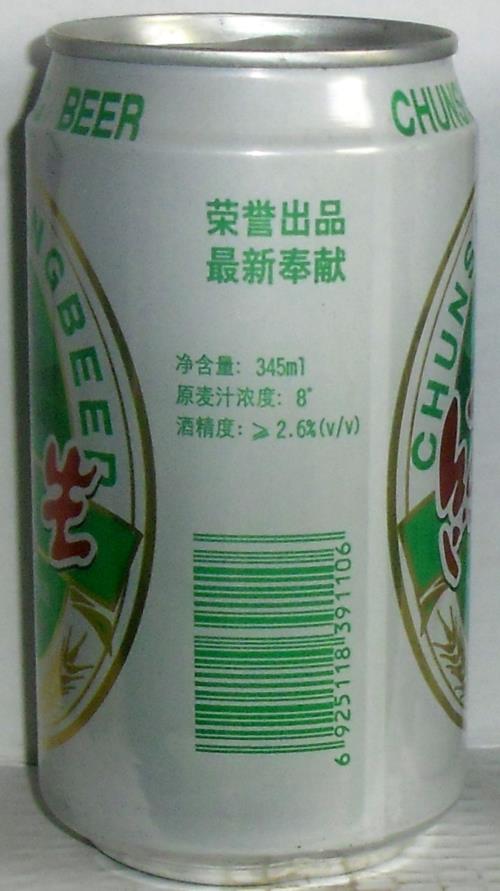 BEER
CHUNS
荣誉出品
最新奉献
净含量: 345ml
原麦汁浓度: 8°
酒精度: ⩾2.6%(v/v)
NGBEER
生
CHUNS
6 925118 391106